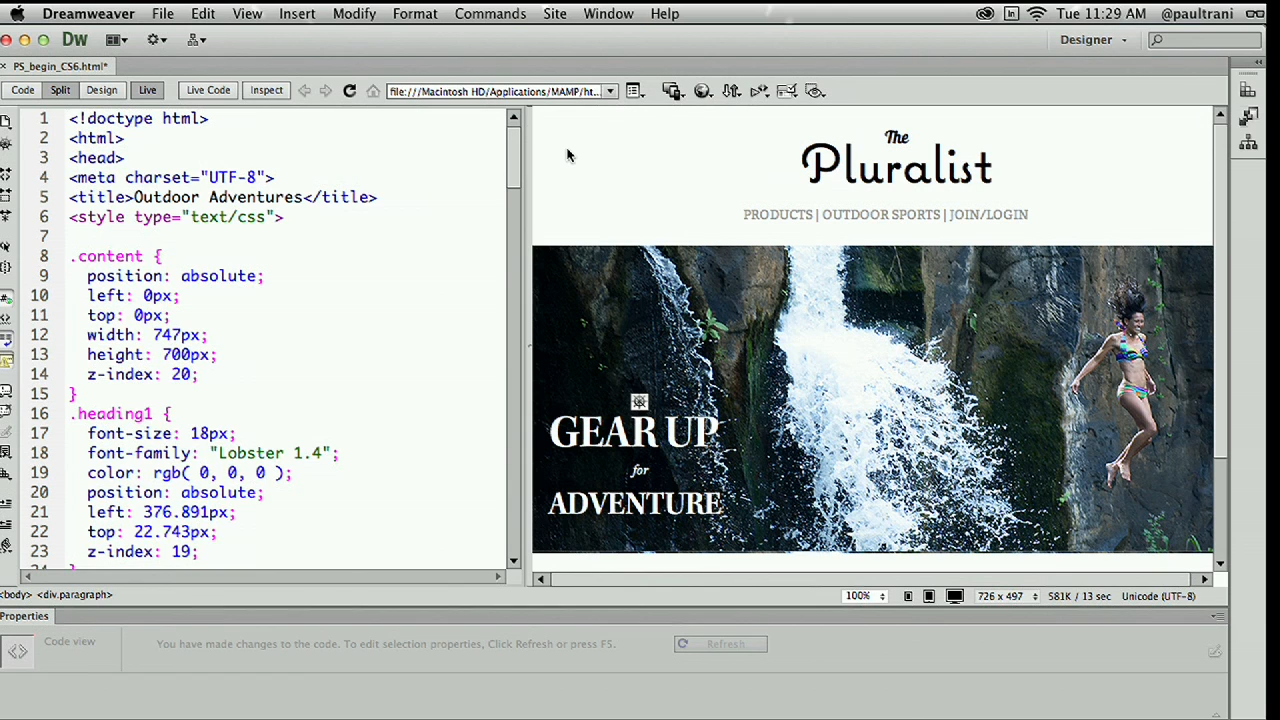 Dreamweaver File Edit View Insert Modify Format Commands Site Window Help In Tue 11:29 AM @paultrani
Dw Designer
PS_begin_CS6.html*
Code Split Design Live Live Code Inspect file:///Macintosh HD/Applications/MAMP/ht...
1 <!doctype html>
2 <html>
3 <head>
4 <meta charset="UTF-8">
5 <title>Outdoor Adventures</title>
6 <style type="text/css">
7
8 .content {
9 position: absolute;
10 left: 0px;
11 top: 0px;
12 width: 747px;
13 height: 700px;
14 z-index: 20;
15 }
16 .heading1 {
17 font-size: 18px;
18 font-family: "Lobster 1.4";
19 color: rgb( 0, 0, 0 );
20 position: absolute;
21 left: 376.891px;
22 top: 22.743px;
23 z-index: 19;
The
Pluralist
PRODUCTS | OUTDOOR SPORTS | JOIN/LOGIN
GEAR UP
for
ADVENTURE
<body> <div.paragraph> 100% 726 x 497 581K / 13 sec Unicode (UTF-8)
Properties
Code view You have made changes to the code. To edit selection properties, Click Refresh or press F5. Refresh